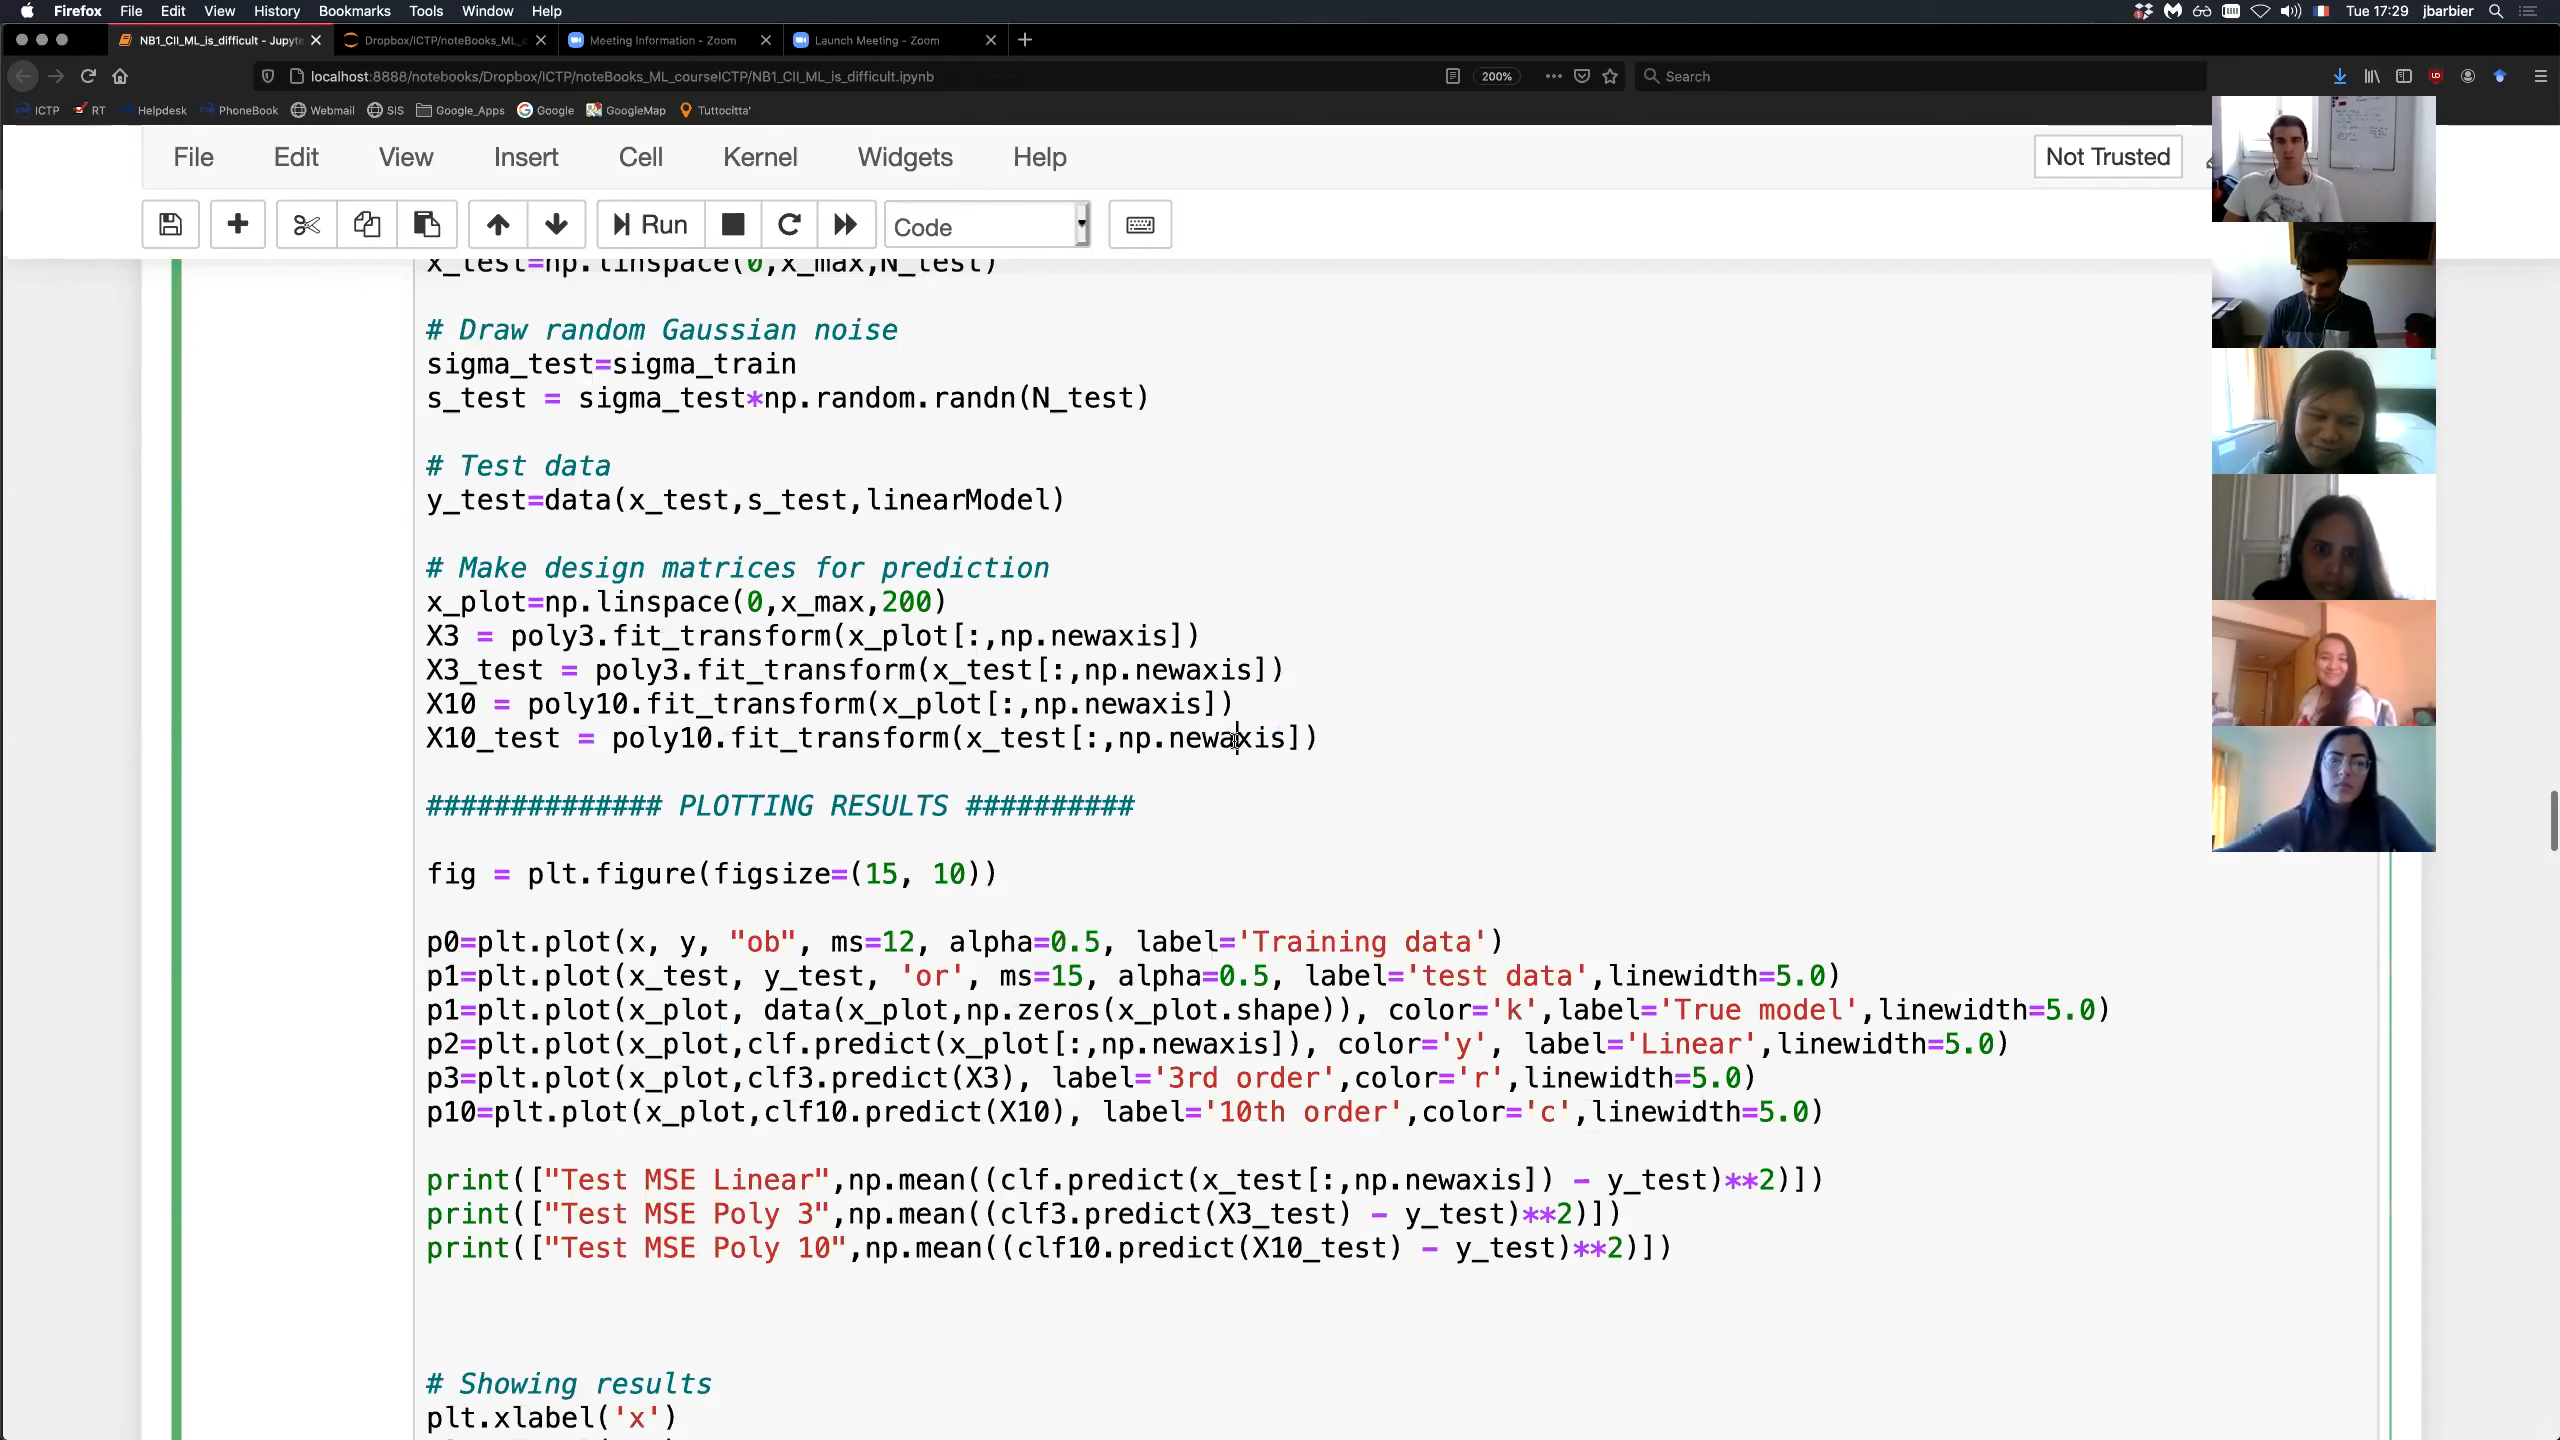 Firefox File Edit View History Bookmarks Tools Window Help Tue 17:29 jbarbier
NB1_CII_ML_is_difficult - Jupyte Dropbox/ICTP/noteBooks_ML_c Meeting Information - Zoom Launch Meeting - Zoom
localhost:8888/notebooks/Dropbox/ICTP/noteBooks_ML_courseICTP/NB1_CII_ML_is_difficult.ipynb 200% Search
ICTP RT Helpdesk PhoneBook Webmail SIS Google_Apps Google GoogleMap Tuttocitta'
File Edit View Insert Cell Kernel Widgets Help Not Trusted
Run Code
x_test=np.linspace(0,x_max,N_test)
# Draw random Gaussian noise
sigma_test=sigma_train
s_test = sigma_test*np.random.randn(N_test)
# Test data
y_test=data(x_test,s_test,linearModel)
# Make design matrices for prediction
x_plot=np.linspace(0,x_max,200)
X3 = poly3.fit_transform(x_plot[:,np.newaxis])
X3_test = poly3.fit_transform(x_test[:,np.newaxis])
X10 = poly10.fit_transform(x_plot[:,np.newaxis])
X10_test = poly10.fit_transform(x_test[:,np.newaxis])
############## PLOTTING RESULTS ##########
fig = plt.figure(figsize=(15, 10))
p0=plt.plot(x, y, "ob", ms=12, alpha=0.5, label='Training data')
p1=plt.plot(x_test, y_test, 'or', ms=15, alpha=0.5, label='test data',linewidth=5.0)
p1=plt.plot(x_plot, data(x_plot,np.zeros(x_plot.shape)), color='k',label='True model',linewidth=5.0)
p2=plt.plot(x_plot,clf.predict(x_plot[:,np.newaxis]), color='y', label='Linear',linewidth=5.0)
p3=plt.plot(x_plot,clf3.predict(X3), label='3rd order',color='r',linewidth=5.0)
p10=plt.plot(x_plot,clf10.predict(X10), label='10th order',color='c',linewidth=5.0)
print(["Test MSE Linear",np.mean((clf.predict(x_test[:,np.newaxis]) - y_test)**2)])
print(["Test MSE Poly 3",np.mean((clf3.predict(X3_test) - y_test)**2)])
print(["Test MSE Poly 10",np.mean((clf10.predict(X10_test) - y_test)**2)])
# Showing results
plt.xlabel('x')